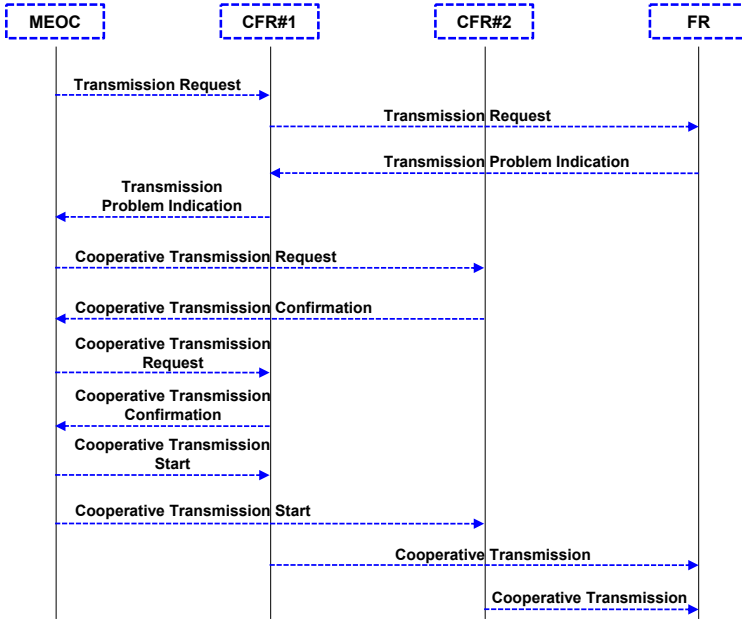 MEOC
CFR#1
CFR#2
FR
Transmission Request
Transmission Request
Transmission Problem Indication
Transmission
Problem Indication
Cooperative Transmission Request
Cooperative Transmission Confirmation
Cooperative Transmission
Request
Cooperative Transmission
Confirmation
Cooperative Transmission
Start
Cooperative Transmission Start
Cooperative Transmission
Cooperative Transmission